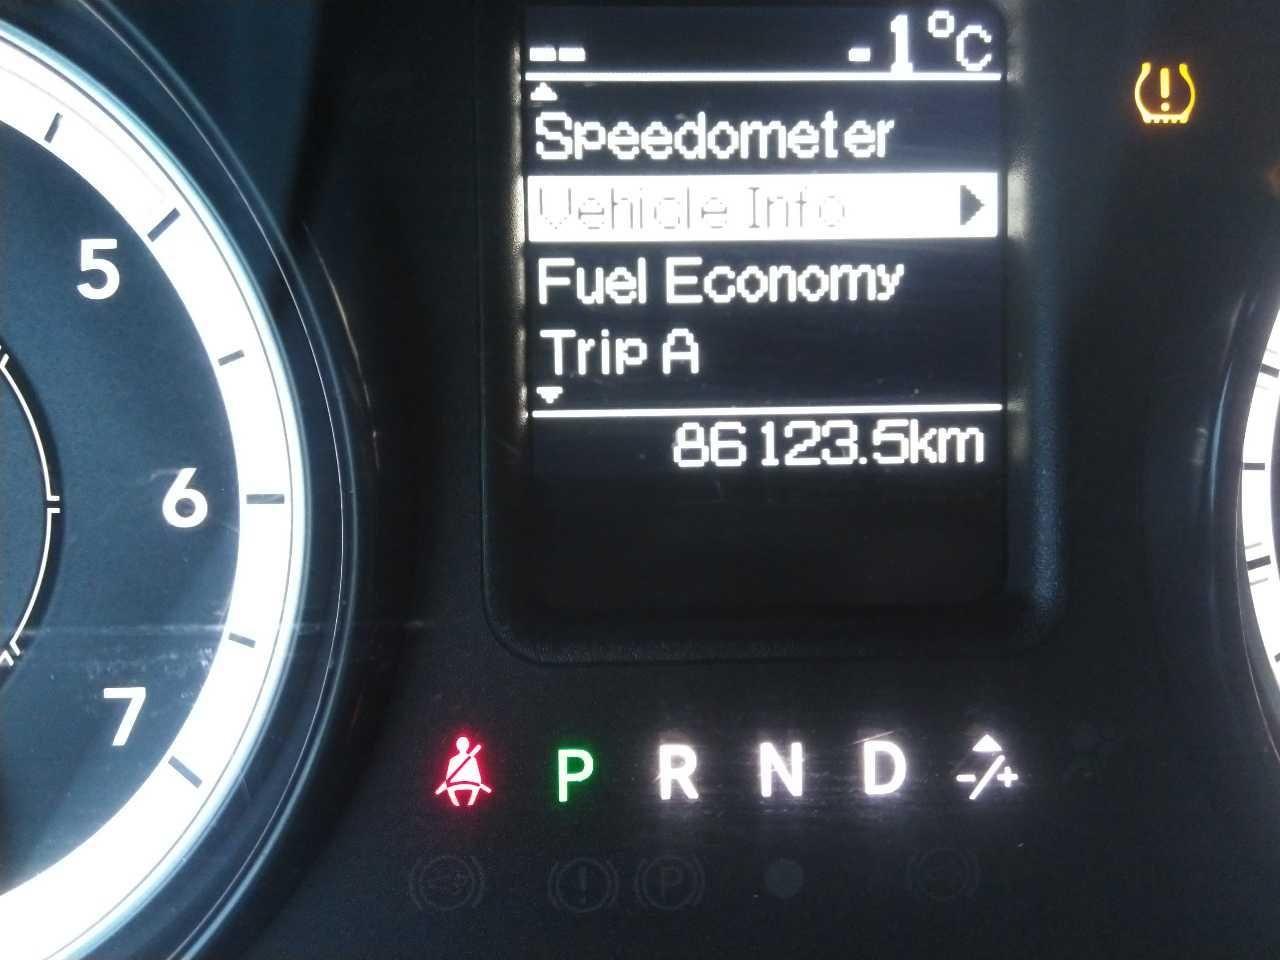 -- -1°C
Speedometer
Vehicle Info
Fuel Economy
Trip A
86123.5km
5
6
7
P R N D -/+
P